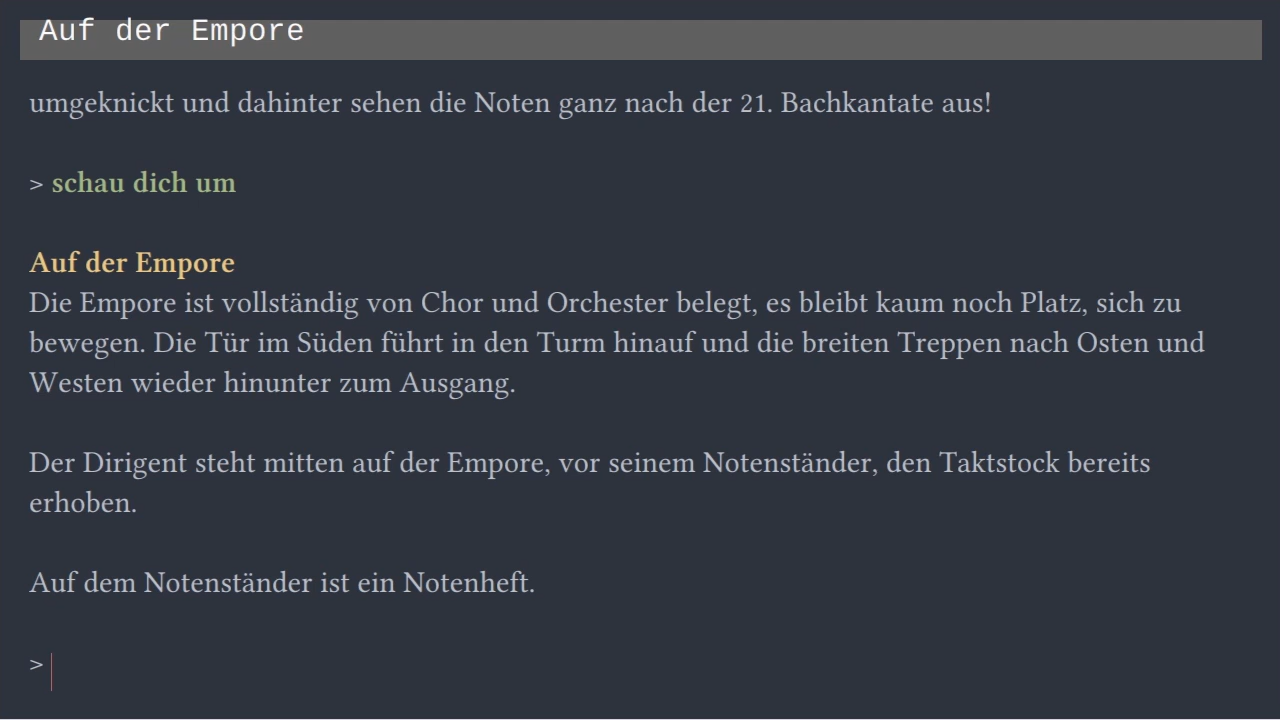 Auf der Empore
umgeknickt und dahinter sehen die Noten ganz nach der 21. Bachkantate aus!
> schau dich um
Auf der Empore
Die Empore ist vollständig von Chor und Orchester belegt, es bleibt kaum noch Platz, sich zu
bewegen. Die Tür im Süden führt in den Turm hinauf und die breiten Treppen nach Osten und
Westen wieder hinunter zum Ausgang.
Der Dirigent steht mitten auf der Empore, vor seinem Notenständer, den Taktstock bereits
erhoben.
Auf dem Notenständer ist ein Notenheft.
>